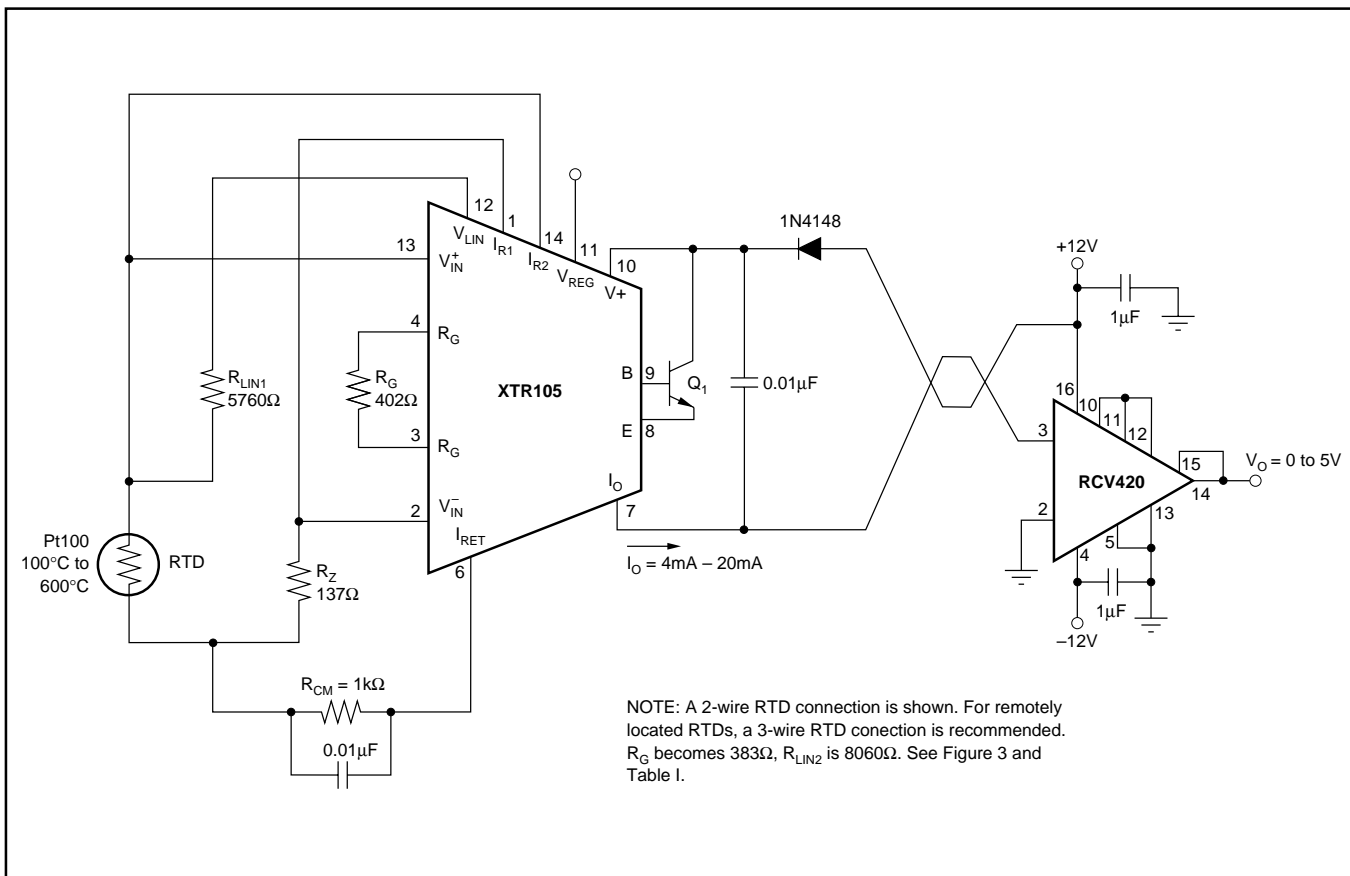 1N4148
+12V
12
1
14
11
10
13
V_LIN
I_R1
I_R2
V_REG
V+
V_IN^+
1µF
4
R_G
16
10
11
12
R_LIN1
5760Ω
R_G
402Ω
XTR105
B
9
Q_1
0.01µF
3
E
8
3
R_G
RCV420
15
14
V_O = 0 to 5V
I_O
7
2
13
5
4
2
V_IN^–
I_RET
6
Pt100
100°C to
600°C
RTD
R_Z
137Ω
I_O = 4mA – 20mA
1µF
–12V
R_CM = 1kΩ
0.01µF
NOTE: A 2-wire RTD connection is shown. For remotely
located RTDs, a 3-wire RTD conection is recommended.
R_G becomes 383Ω, R_LIN2 is 8060Ω. See Figure 3 and
Table I.